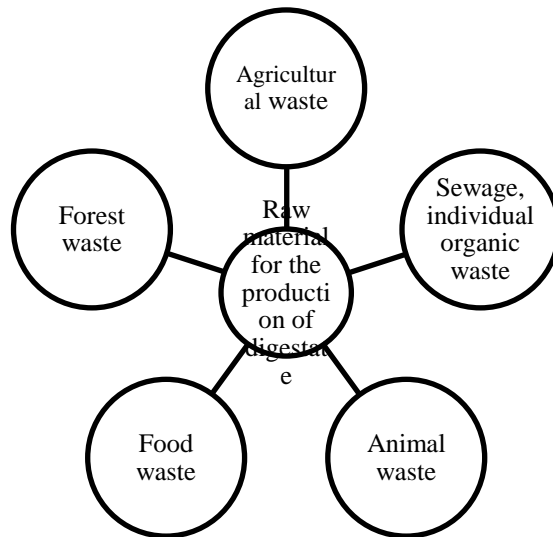 Agricultur
al waste
Sewage,
individual
organic
waste
Animal
waste
Food
waste
Forest
waste
Raw
material
for the
producti
on of
digestat
e